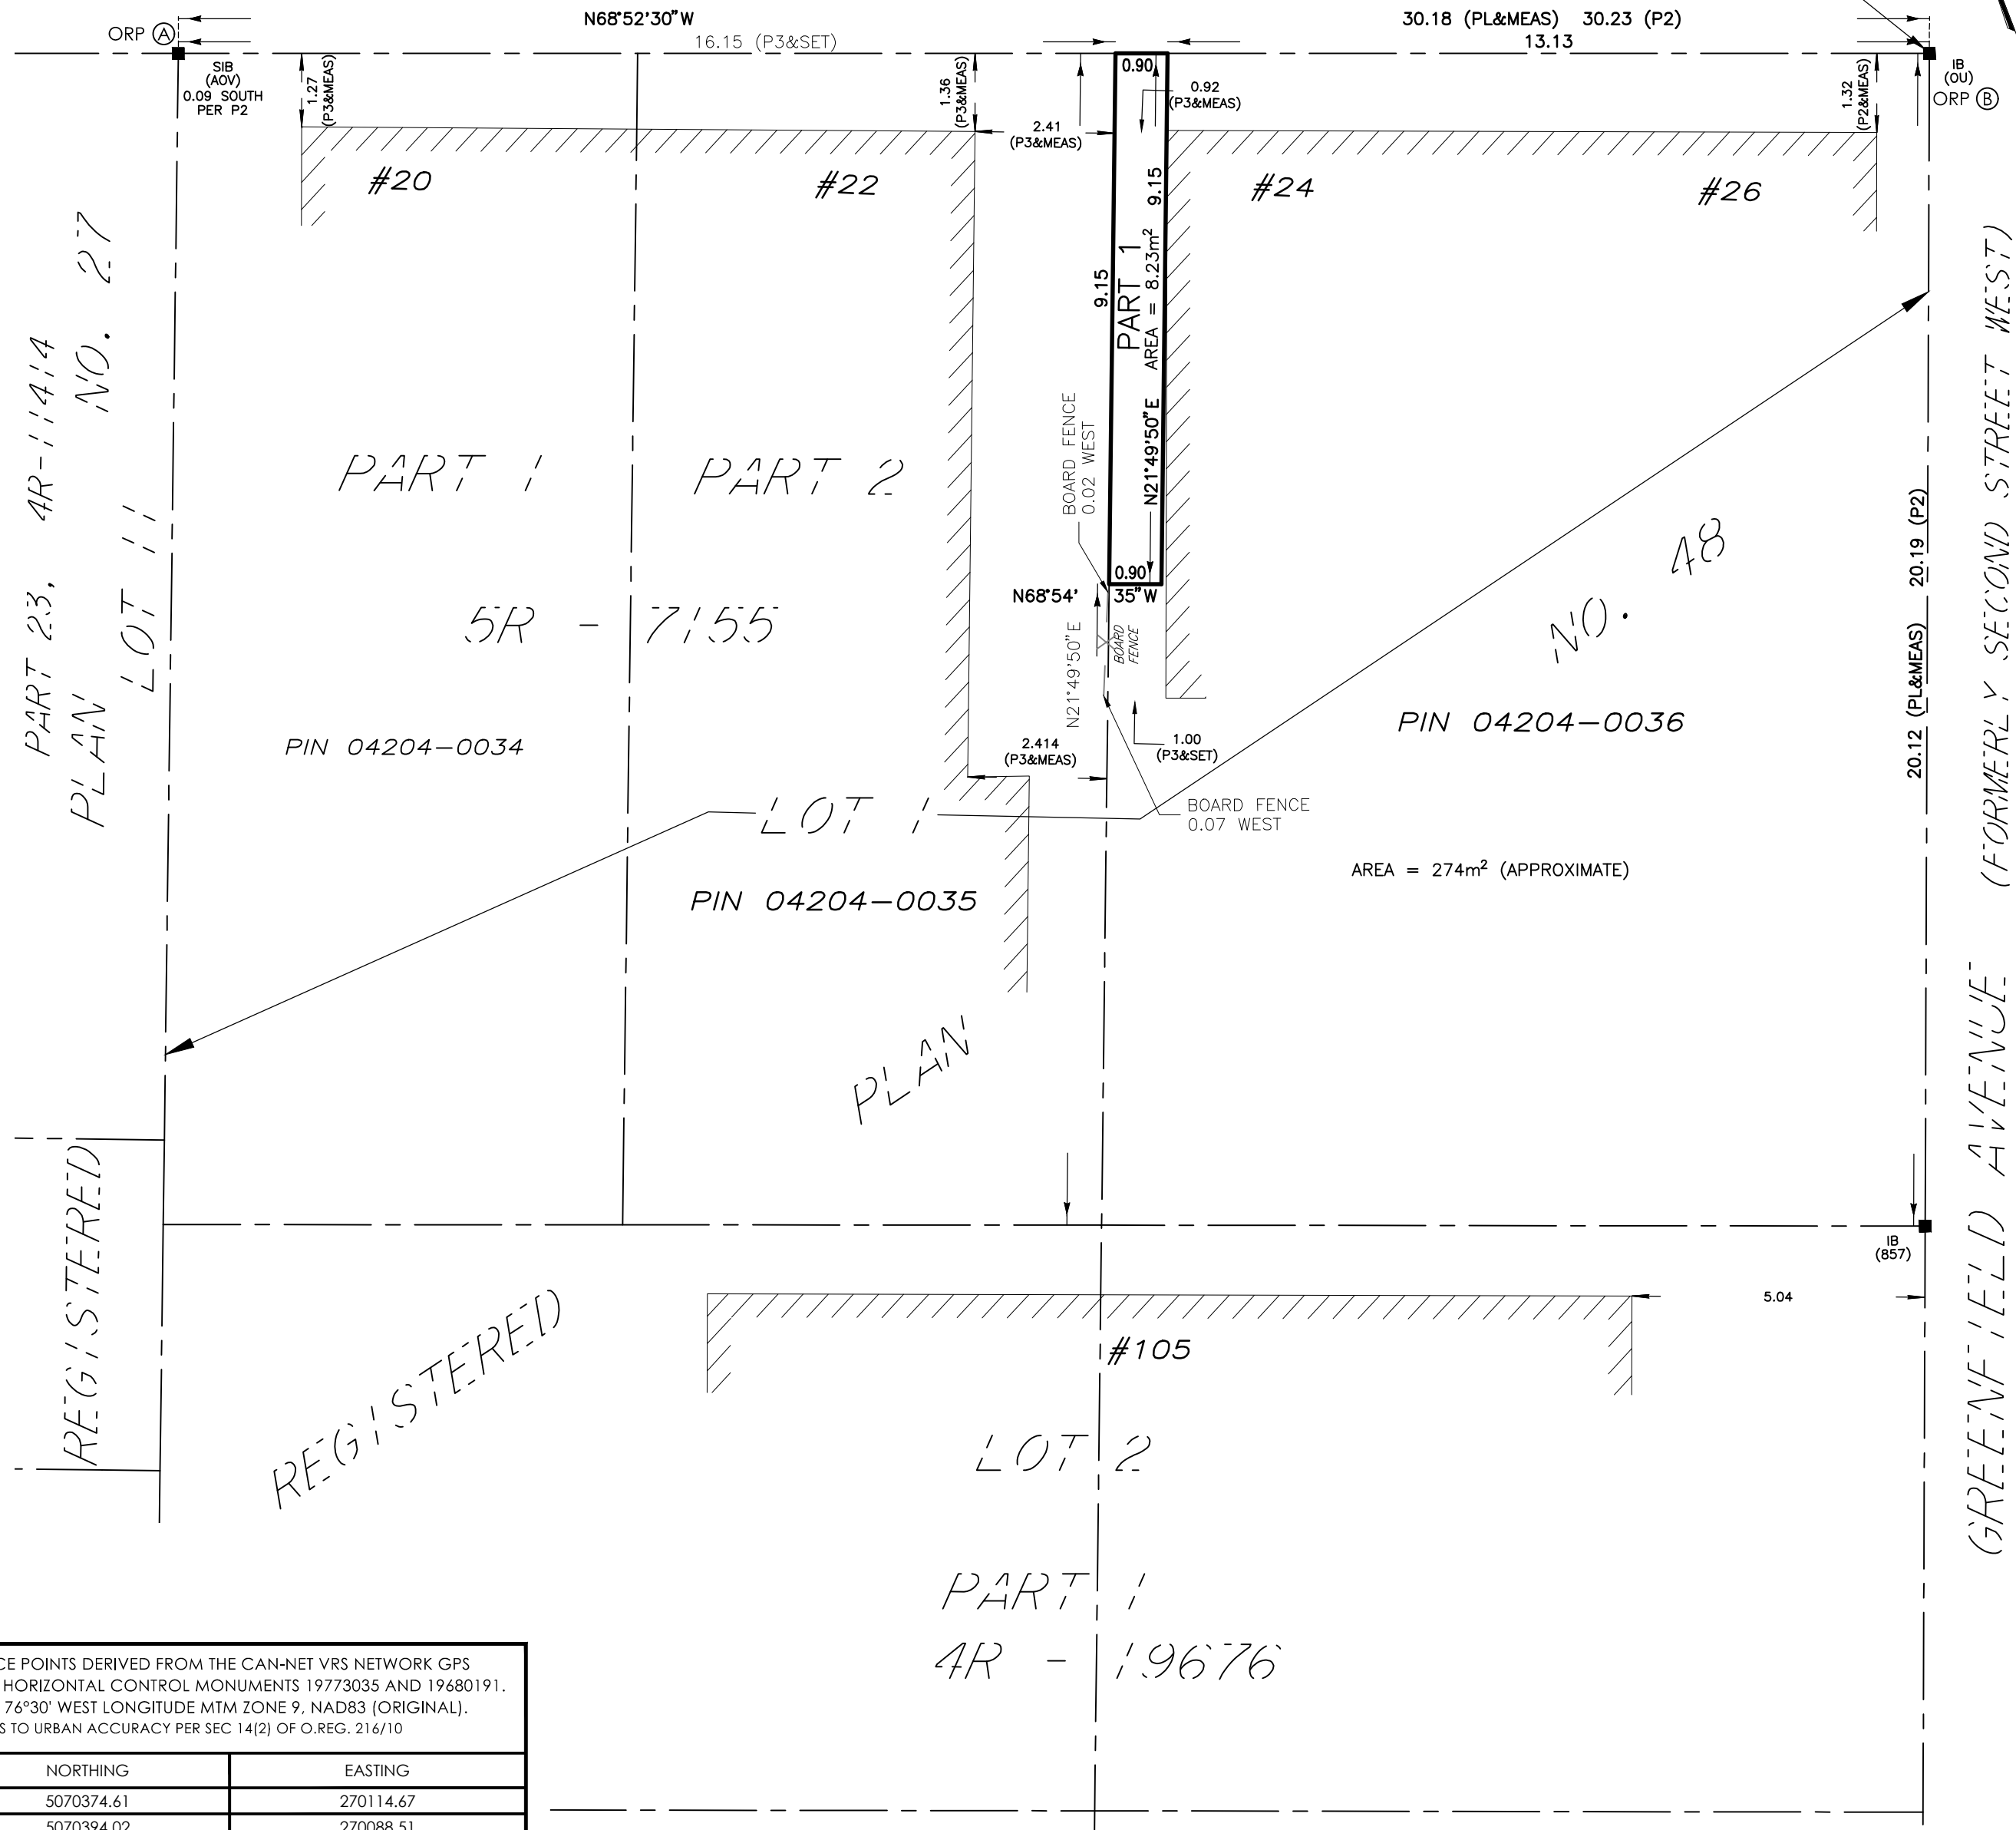 N68°52'30"W
30.18 (PL&MEAS) 30.23 (P2)
ORP A
16.15 (P3&SET)
13.13
SIB
(AOV)
0.09 SOUTH
PER P2
1.27
(P3&MEAS)
1.36
(P3&MEAS)
0.90
0.92
(P3&MEAS)
1.32
(P2&MEAS)
IB
(OU)
ORP B
2.41
(P3&MEAS)
#20
#22
#24
#26
9.15
9.15
PART 1
AREA = 8.23m²
N21°49'50"E
PART 23, 4R-11414
PLAN NO. 27
LOT 11
REGISTERED
PART 1
PART 2
5R - 7155
BOARD FENCE
0.02 WEST
0.90
N68°54' 35"W
N21°49'50"E
BOARD
FENCE
NO. 48
20.12 (PL&MEAS) 20.19 (P2)
(FORMERLY SECOND STREET WEST)
GREENFIELD AVENUE
PIN 04204-0034
PIN 04204-0036
2.414
(P3&MEAS)
1.00
(P3&SET)
LOT 1
BOARD FENCE
0.07 WEST
AREA = 274m² (APPROXIMATE)
PIN 04204-0035
PLAN
REGISTERED
IB
(857)
5.04
#105
LOT 2
PART 1
4R - 19676
CE POINTS DERIVED FROM THE CAN-NET VRS NETWORK GPS
HORIZONTAL CONTROL MONUMENTS 19773035 AND 19680191.
76°30' WEST LONGITUDE MTM ZONE 9, NAD83 (ORIGINAL).
S TO URBAN ACCURACY PER SEC 14(2) OF O.REG. 216/10
NORTHING EASTING
5070374.61 270114.67
5070394.02 270088.51